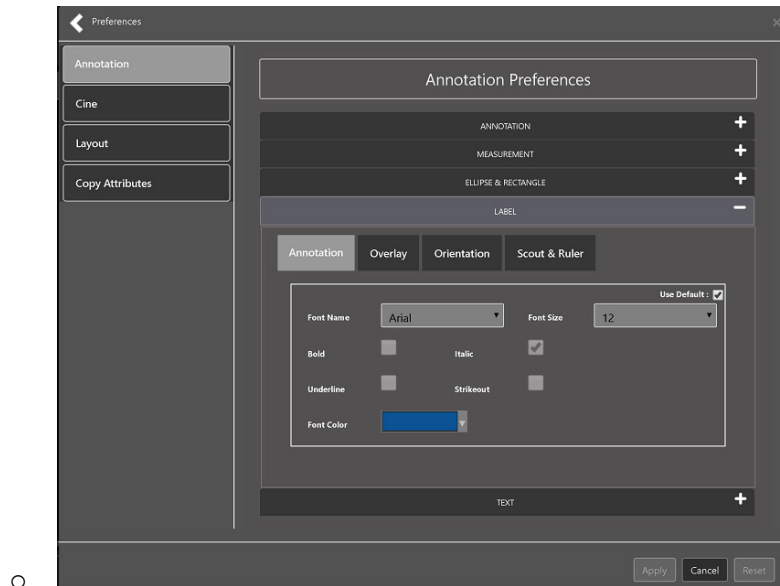 Preferences
Annotation
Cine
Layout
Copy Attributes
Annotation Preferences
ANNOTATION
MEASUREMENT
ELLIPSE & RECTANGLE
LABEL
Annotation Overlay Orientation Scout & Ruler
Use Default :
Font Name Arial Font Size 12
Bold Italic
Underline Strikeout
Font Color
TEXT
Apply Cancel Reset